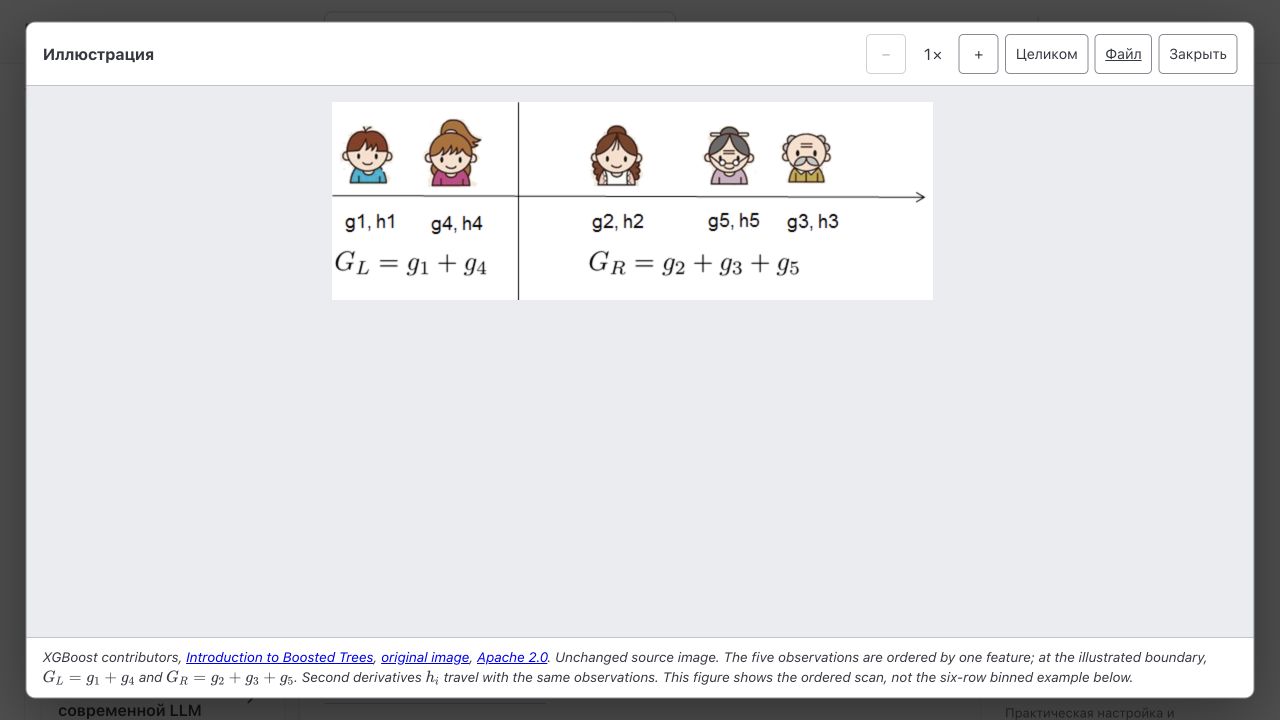 Иллюстрация
− 1× + Целиком Файл Закрыть
g1, h1 g4, h4 g2, h2 g5, h5 g3, h3
G_L = g_1 + g_4 G_R = g_2 + g_3 + g_5
XGBoost contributors, Introduction to Boosted Trees, original image, Apache 2.0. Unchanged source image. The five observations are ordered by one feature; at the illustrated boundary,
G_L = g_1 + g_4 and G_R = g_2 + g_3 + g_5. Second derivatives h_i travel with the same observations. This figure shows the ordered scan, not the six-row binned example below.
современной LLM
Практическая настройка и